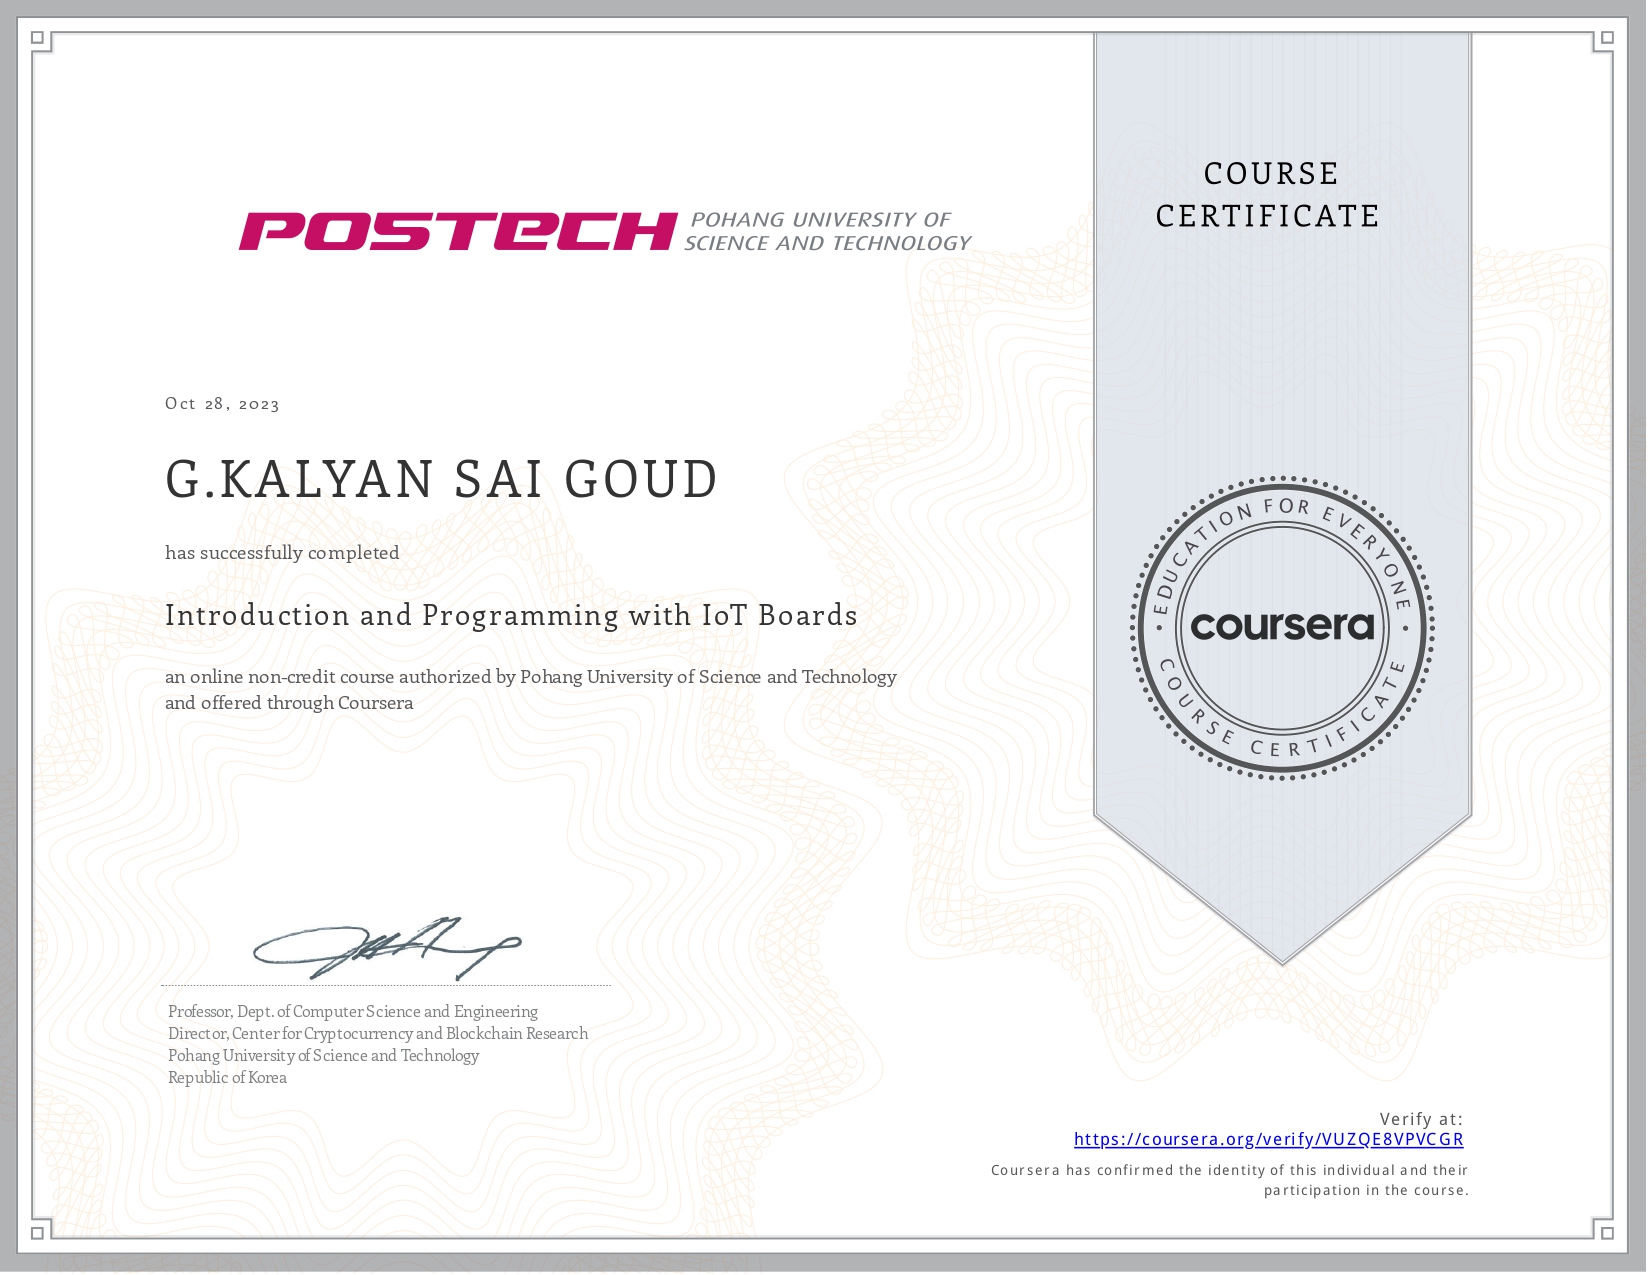 POSTECH POHANG UNIVERSITY OF
SCIENCE AND TECHNOLOGY
COURSE
CERTIFICATE
Oct 28, 2023
G.KALYAN SAI GOUD
has successfully completed
Introduction and Programming with IoT Boards
an online non-credit course authorized by Pohang University of Science and Technology
and offered through Coursera
EDUCATION FOR EVERYONE
coursera
COURSE CERTIFICATE
Professor, Dept. of Computer Science and Engineering
Director, Center for Cryptocurrency and Blockchain Research
Pohang University of Science and Technology
Republic of Korea
Verify at:
https://coursera.org/verify/VUZQE8VPVCGR
Coursera has confirmed the identity of this individual and their
participation in the course.